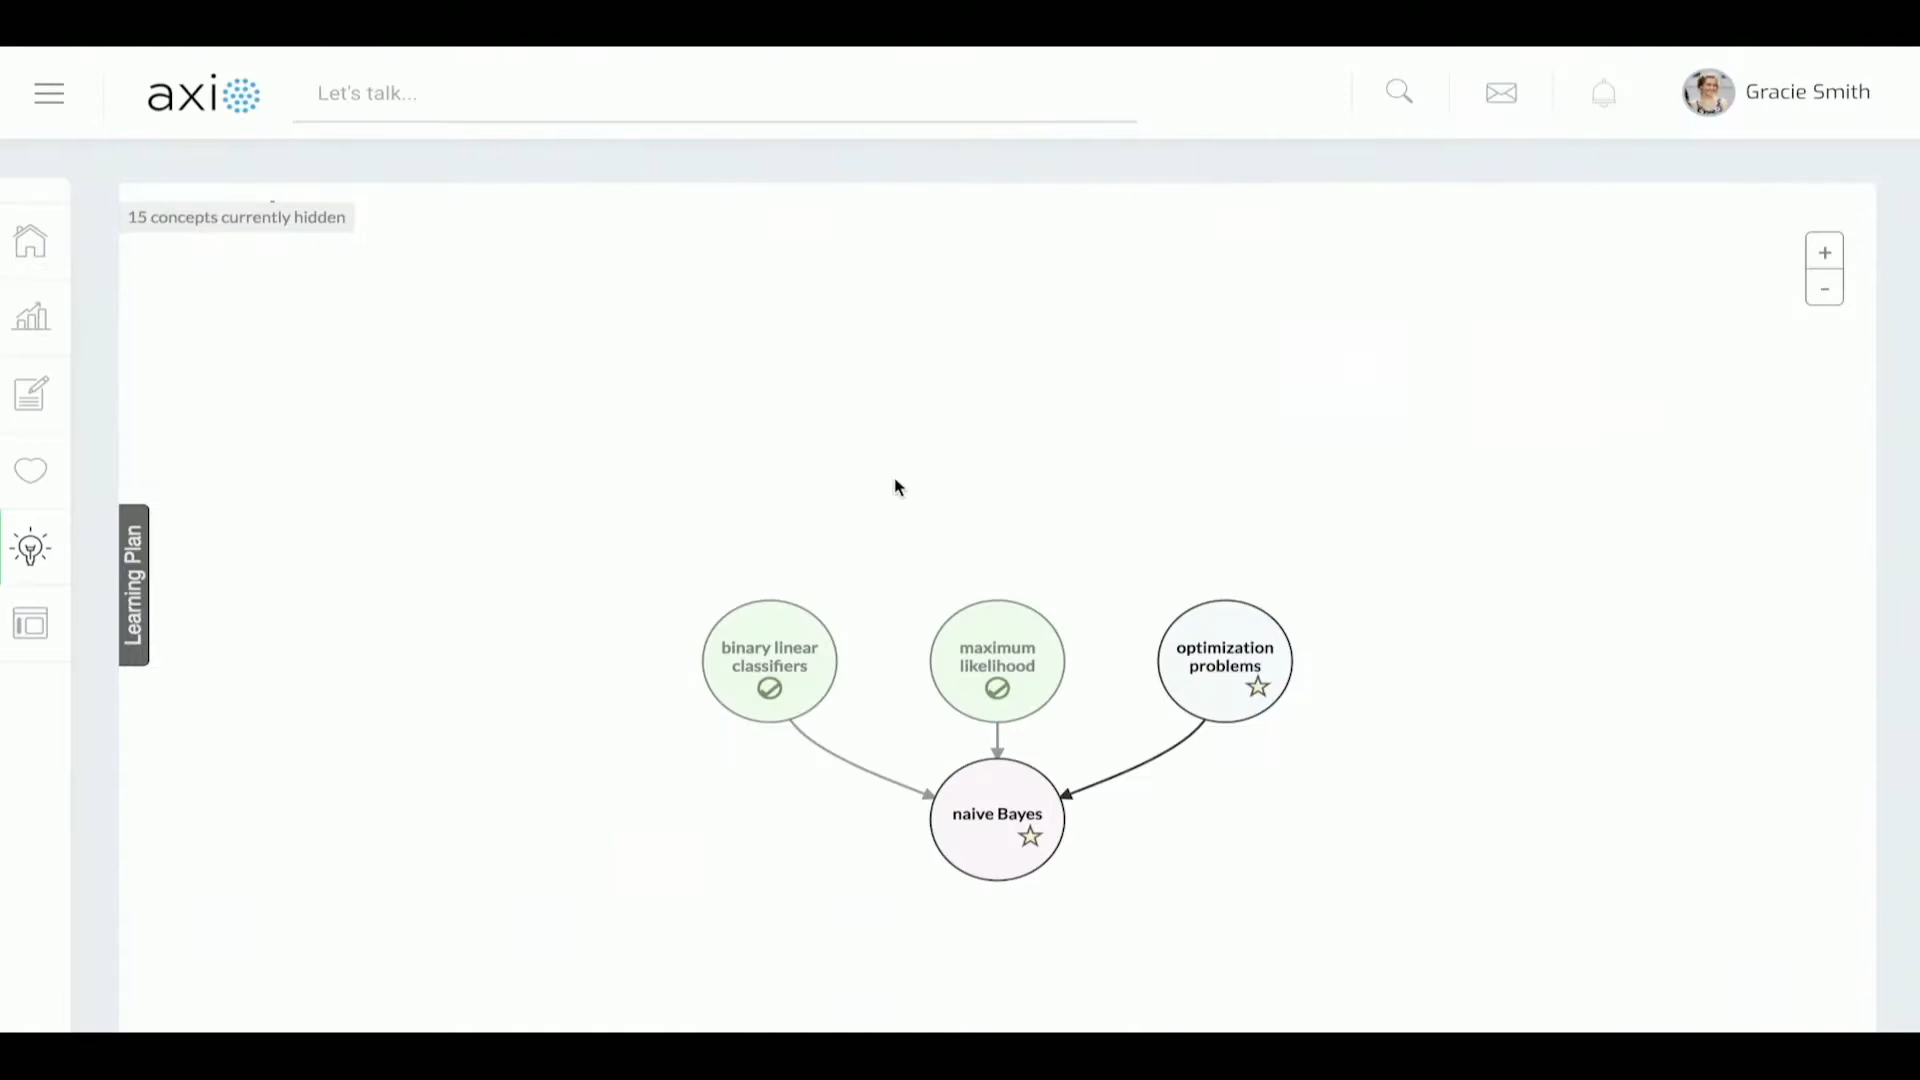 axio
Let's talk...
Gracie Smith
15 concepts currently hidden
+
-
Learning Plan
binary linear
classifiers
maximum
likelihood
optimization
problems
naive Bayes